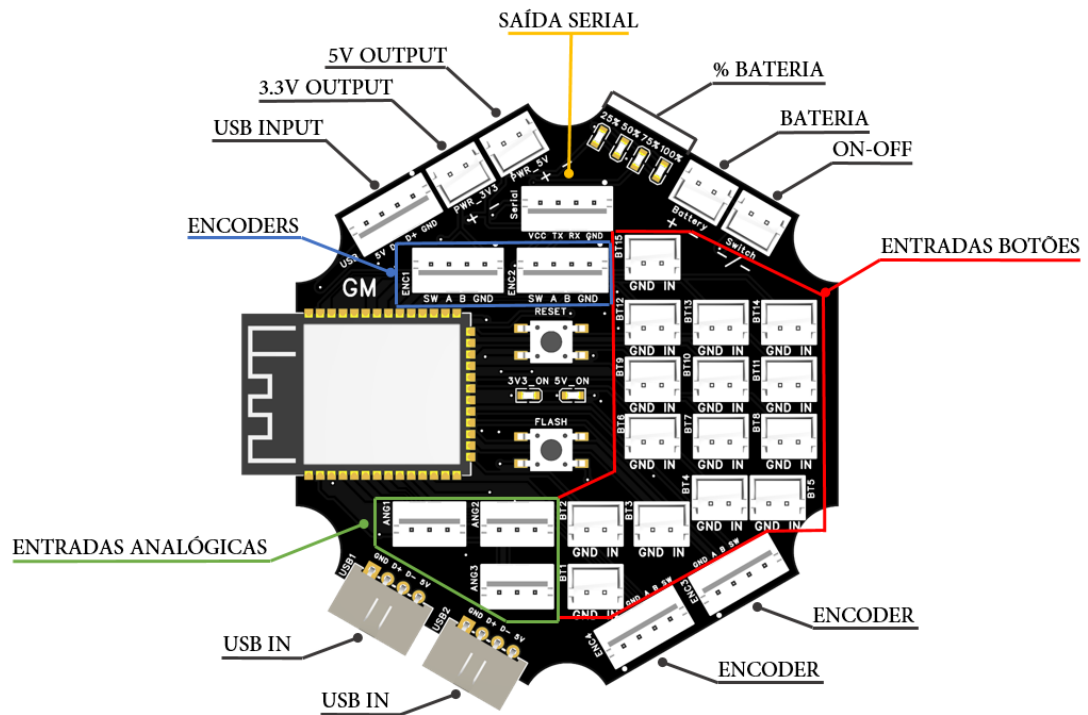 SAÍDA SERIAL
5V OUTPUT
3.3V OUTPUT
USB INPUT
% BATERIA
BATERIA
ON-OFF
25% 50% 75% 100%
PWR_5V
+ -
PWR_3V3
+ -
USB
5V D- D+ GND
Serial
VCC TX RX GND
Battery
+ -
Switch
-/-
ENCODERS
ENTRADAS BOTÕES
ENC1
SW A B GND
ENC2
SW A B GND
GM
BT15
GND IN
RESET
BT12
GND IN
BT13
GND IN
BT14
GND IN
3V3_ON 5V_ON
BT9
GND IN
BT10
GND IN
BT11
GND IN
FLASH
BT6
GND IN
BT7
GND IN
BT8
GND IN
BT4
GND IN
BT5
GND IN
ANG1
ANG2
BT2
GND IN
BT3
GND IN
ENTRADAS ANALÓGICAS
ANG3
BT1
GND IN
USB1
GND D+ D- 5V
USB2
GND D+ D- 5V
ENC3
GND A B SW
ENC4
GND A B SW
ENCODER
USB IN
ENCODER
USB IN